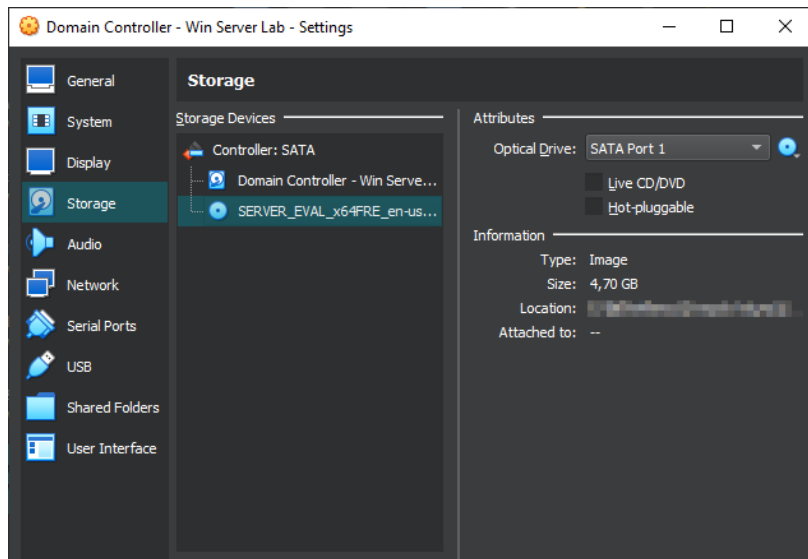 Domain Controller - Win Server Lab - Settings
General
System
Display
Storage
Audio
Network
Serial Ports
USB
Shared Folders
User Interface
Storage
Storage Devices
Controller: SATA
Domain Controller - Win Serve...
SERVER_EVAL_x64FRE_en-us...
Attributes
Optical Drive: SATA Port 1
Live CD/DVD
Hot-pluggable
Information
Type: Image
Size: 4,70 GB
Location:
Attached to: --